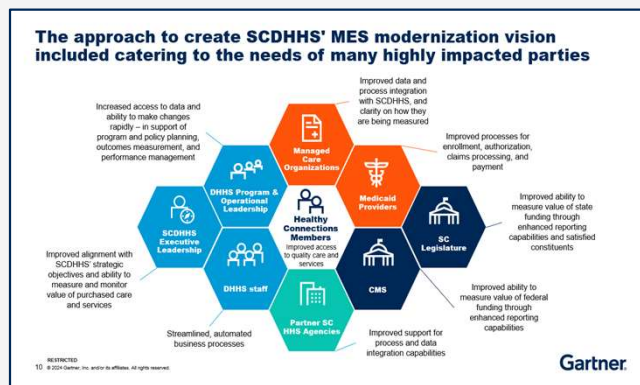 The approach to create SCDHHS' MES modernization vision
included catering to the needs of many highly impacted parties
Increased access to data and
ability to make changes
rapidly – in support of
program and policy planning,
outcomes measurement, and
performance management
Improved data and
process integration
with SCDHHS, and
clarity on how they
are being measured
Managed Care
Organizations
Improved processes for
enrollment, authorization,
claims processing, and
payment
DHHS Program &
Operational Leadership
Medicaid
Providers
SCDHHS
Executive
Leadership
Healthy
Connections
Members
Improved access
to quality care and
services
SC
Legislature
Improved ability to
measure value of state
funding through
enhanced reporting
capabilities and satisfied
constituents
Improved alignment with
SCDHHS' strategic
objectives and ability to
measure and monitor
value of purchased care
and services
DHHS staff
CMS
Improved ability to
measure value of federal
funding through
enhanced reporting
capabilities
Streamlined, automated
business processes
Partner SC
HHS Agencies
Improved support for
process and data
integration capabilities
RESTRICTED
10 © 2024 Gartner, Inc. and/or its affiliates. All rights reserved.
Gartner